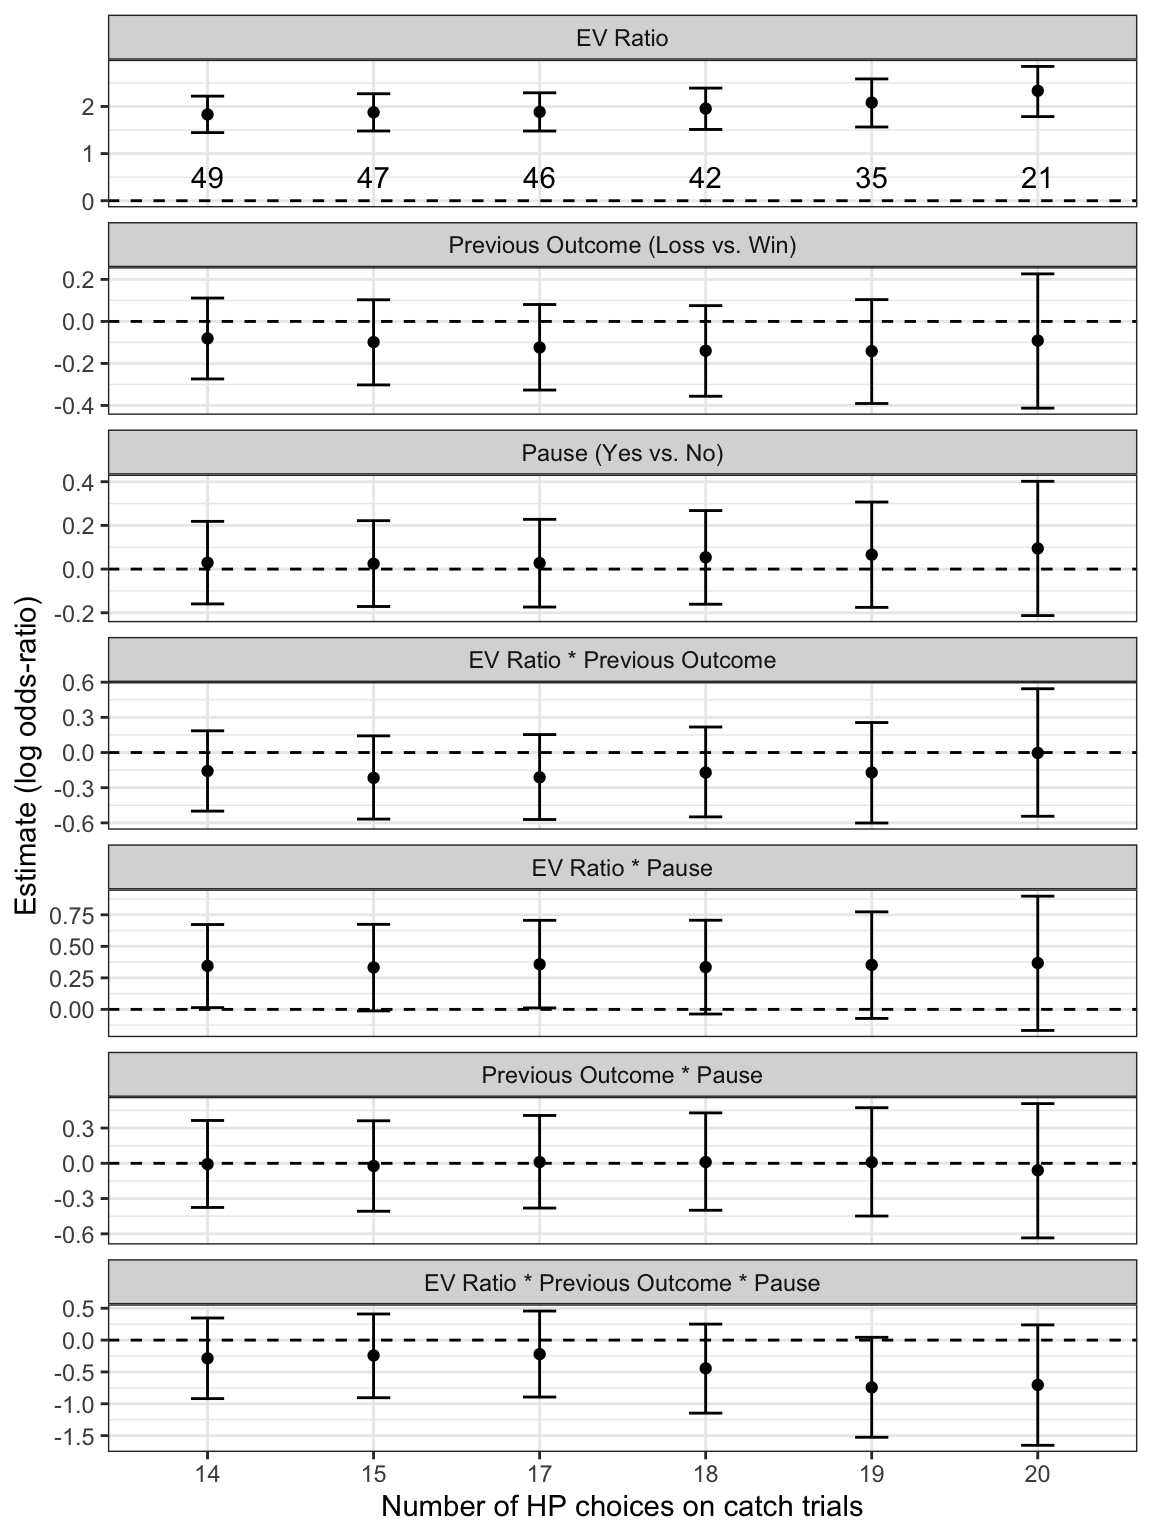 EV Ratio
2
1
0
49 47 46 42 35 21
Previous Outcome (Loss vs. Win)
0.2
0.0
-0.2
-0.4
Pause (Yes vs. No)
0.4
0.2
0.0
-0.2
EV Ratio * Previous Outcome
0.6
0.3
0.0
-0.3
-0.6
EV Ratio * Pause
0.75
0.50
0.25
0.00
Previous Outcome * Pause
0.3
0.0
-0.3
-0.6
EV Ratio * Previous Outcome * Pause
0.5
0.0
-0.5
-1.0
-1.5
14 15 17 18 19 20
Number of HP choices on catch trials
Estimate (log odds-ratio)